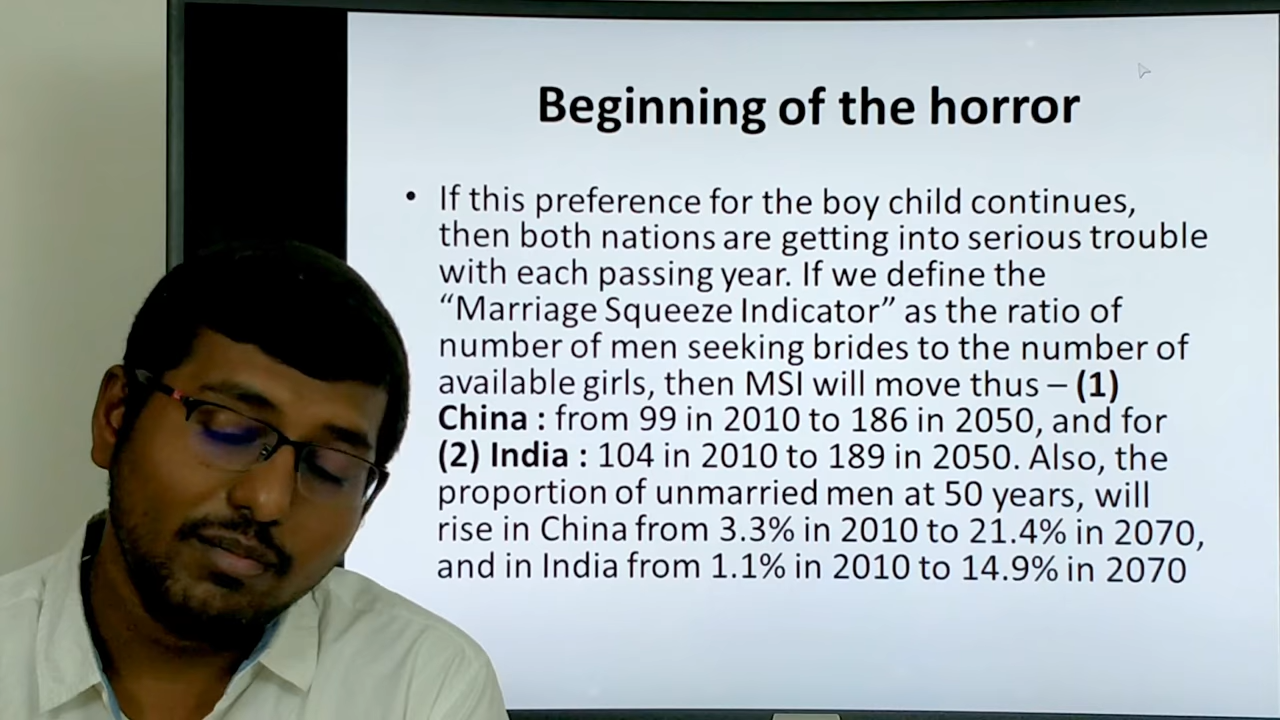 Beginning of the horror
• If this preference for the boy child continues,
then both nations are getting into serious trouble
with each passing year. If we define the
“Marriage Squeeze Indicator” as the ratio of
number of men seeking brides to the number of
available girls, then MSI will move thus – (1)
China : from 99 in 2010 to 186 in 2050, and for
(2) India : 104 in 2010 to 189 in 2050. Also, the
proportion of unmarried men at 50 years, will
rise in China from 3.3% in 2010 to 21.4% in 2070,
and in India from 1.1% in 2010 to 14.9% in 2070